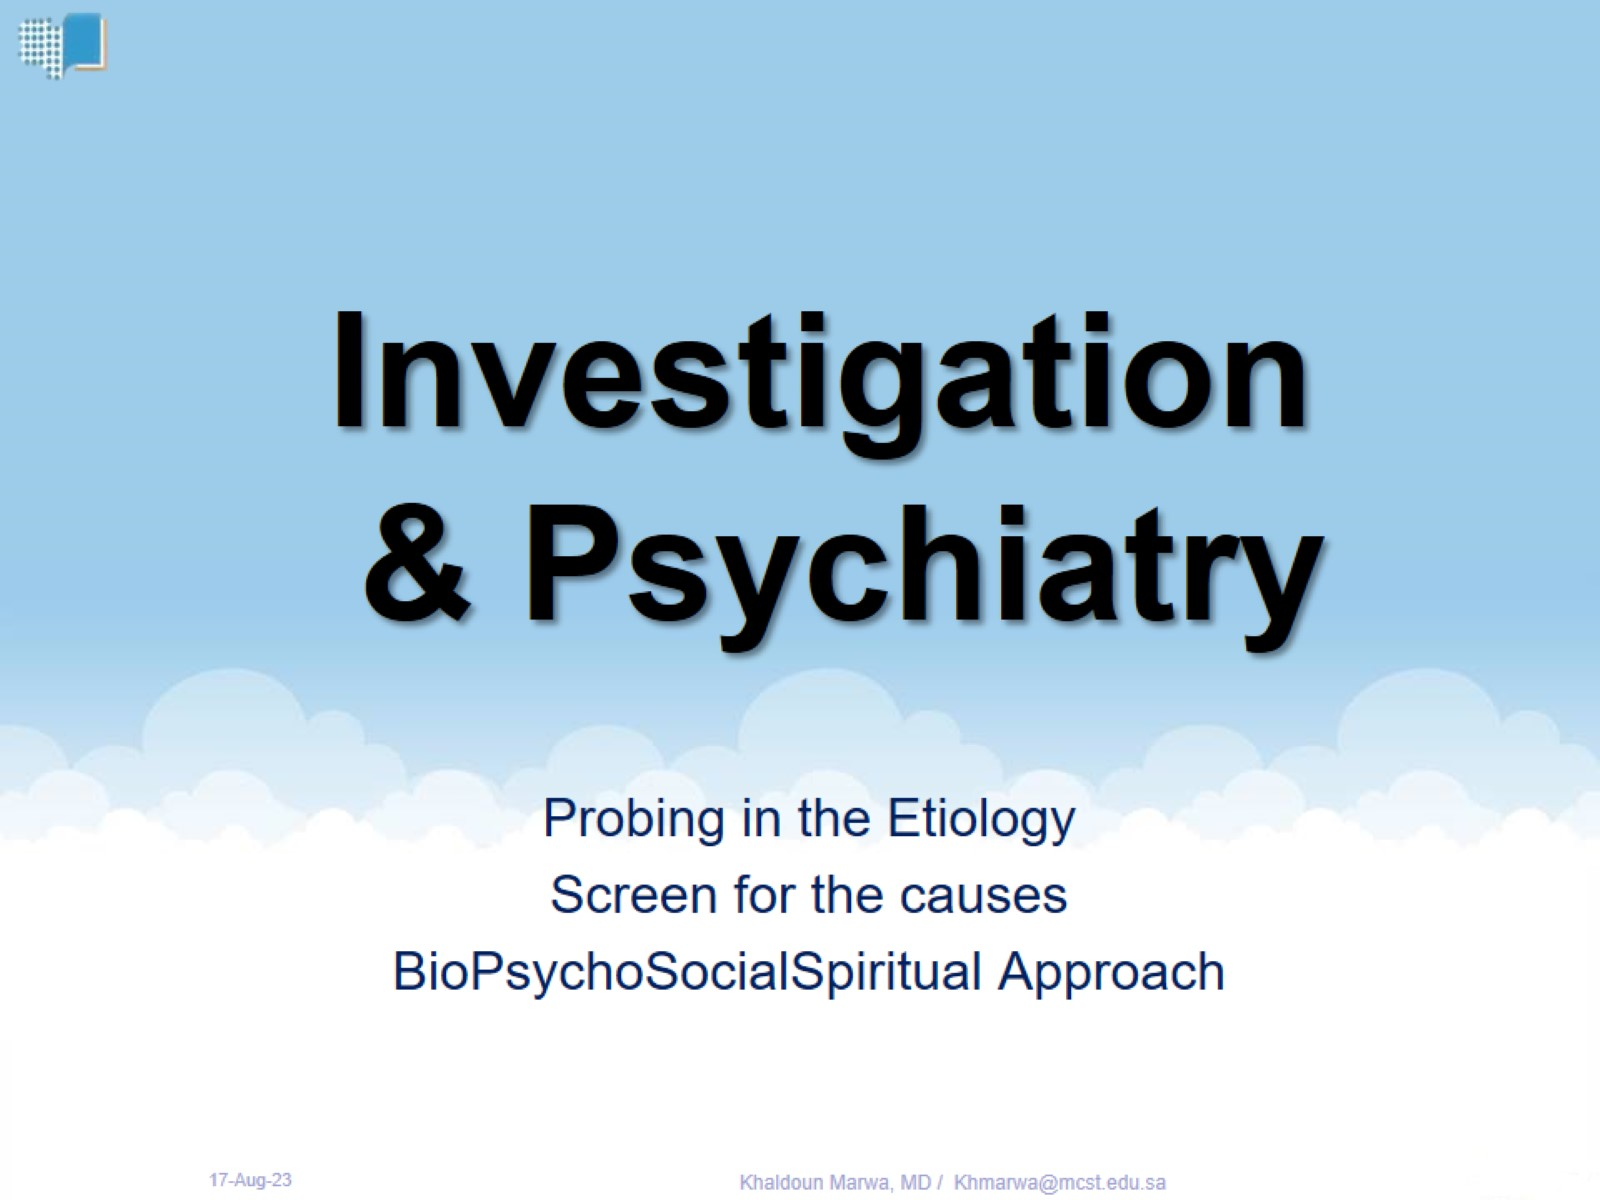 Investigation
& Psychiatry
Probing in the Etiology
Screen for the causes
BioPsychoSocialSpiritual Approach
17-Aug-23
Khaldoun Marwa, MD / Khmarwa@mcst.edu.sa